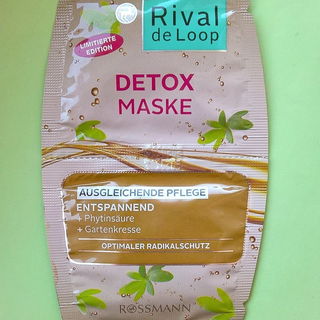 Rival
de Loop
LIMITIERTE
EDITION
DETOX
MASKE
AUSGLEICHENDE PFLEGE
ENTSPANNEND
+ Phytinsäure
+ Gartenkresse
OPTIMALER RADIKALSCHUTZ
ROSSMANN